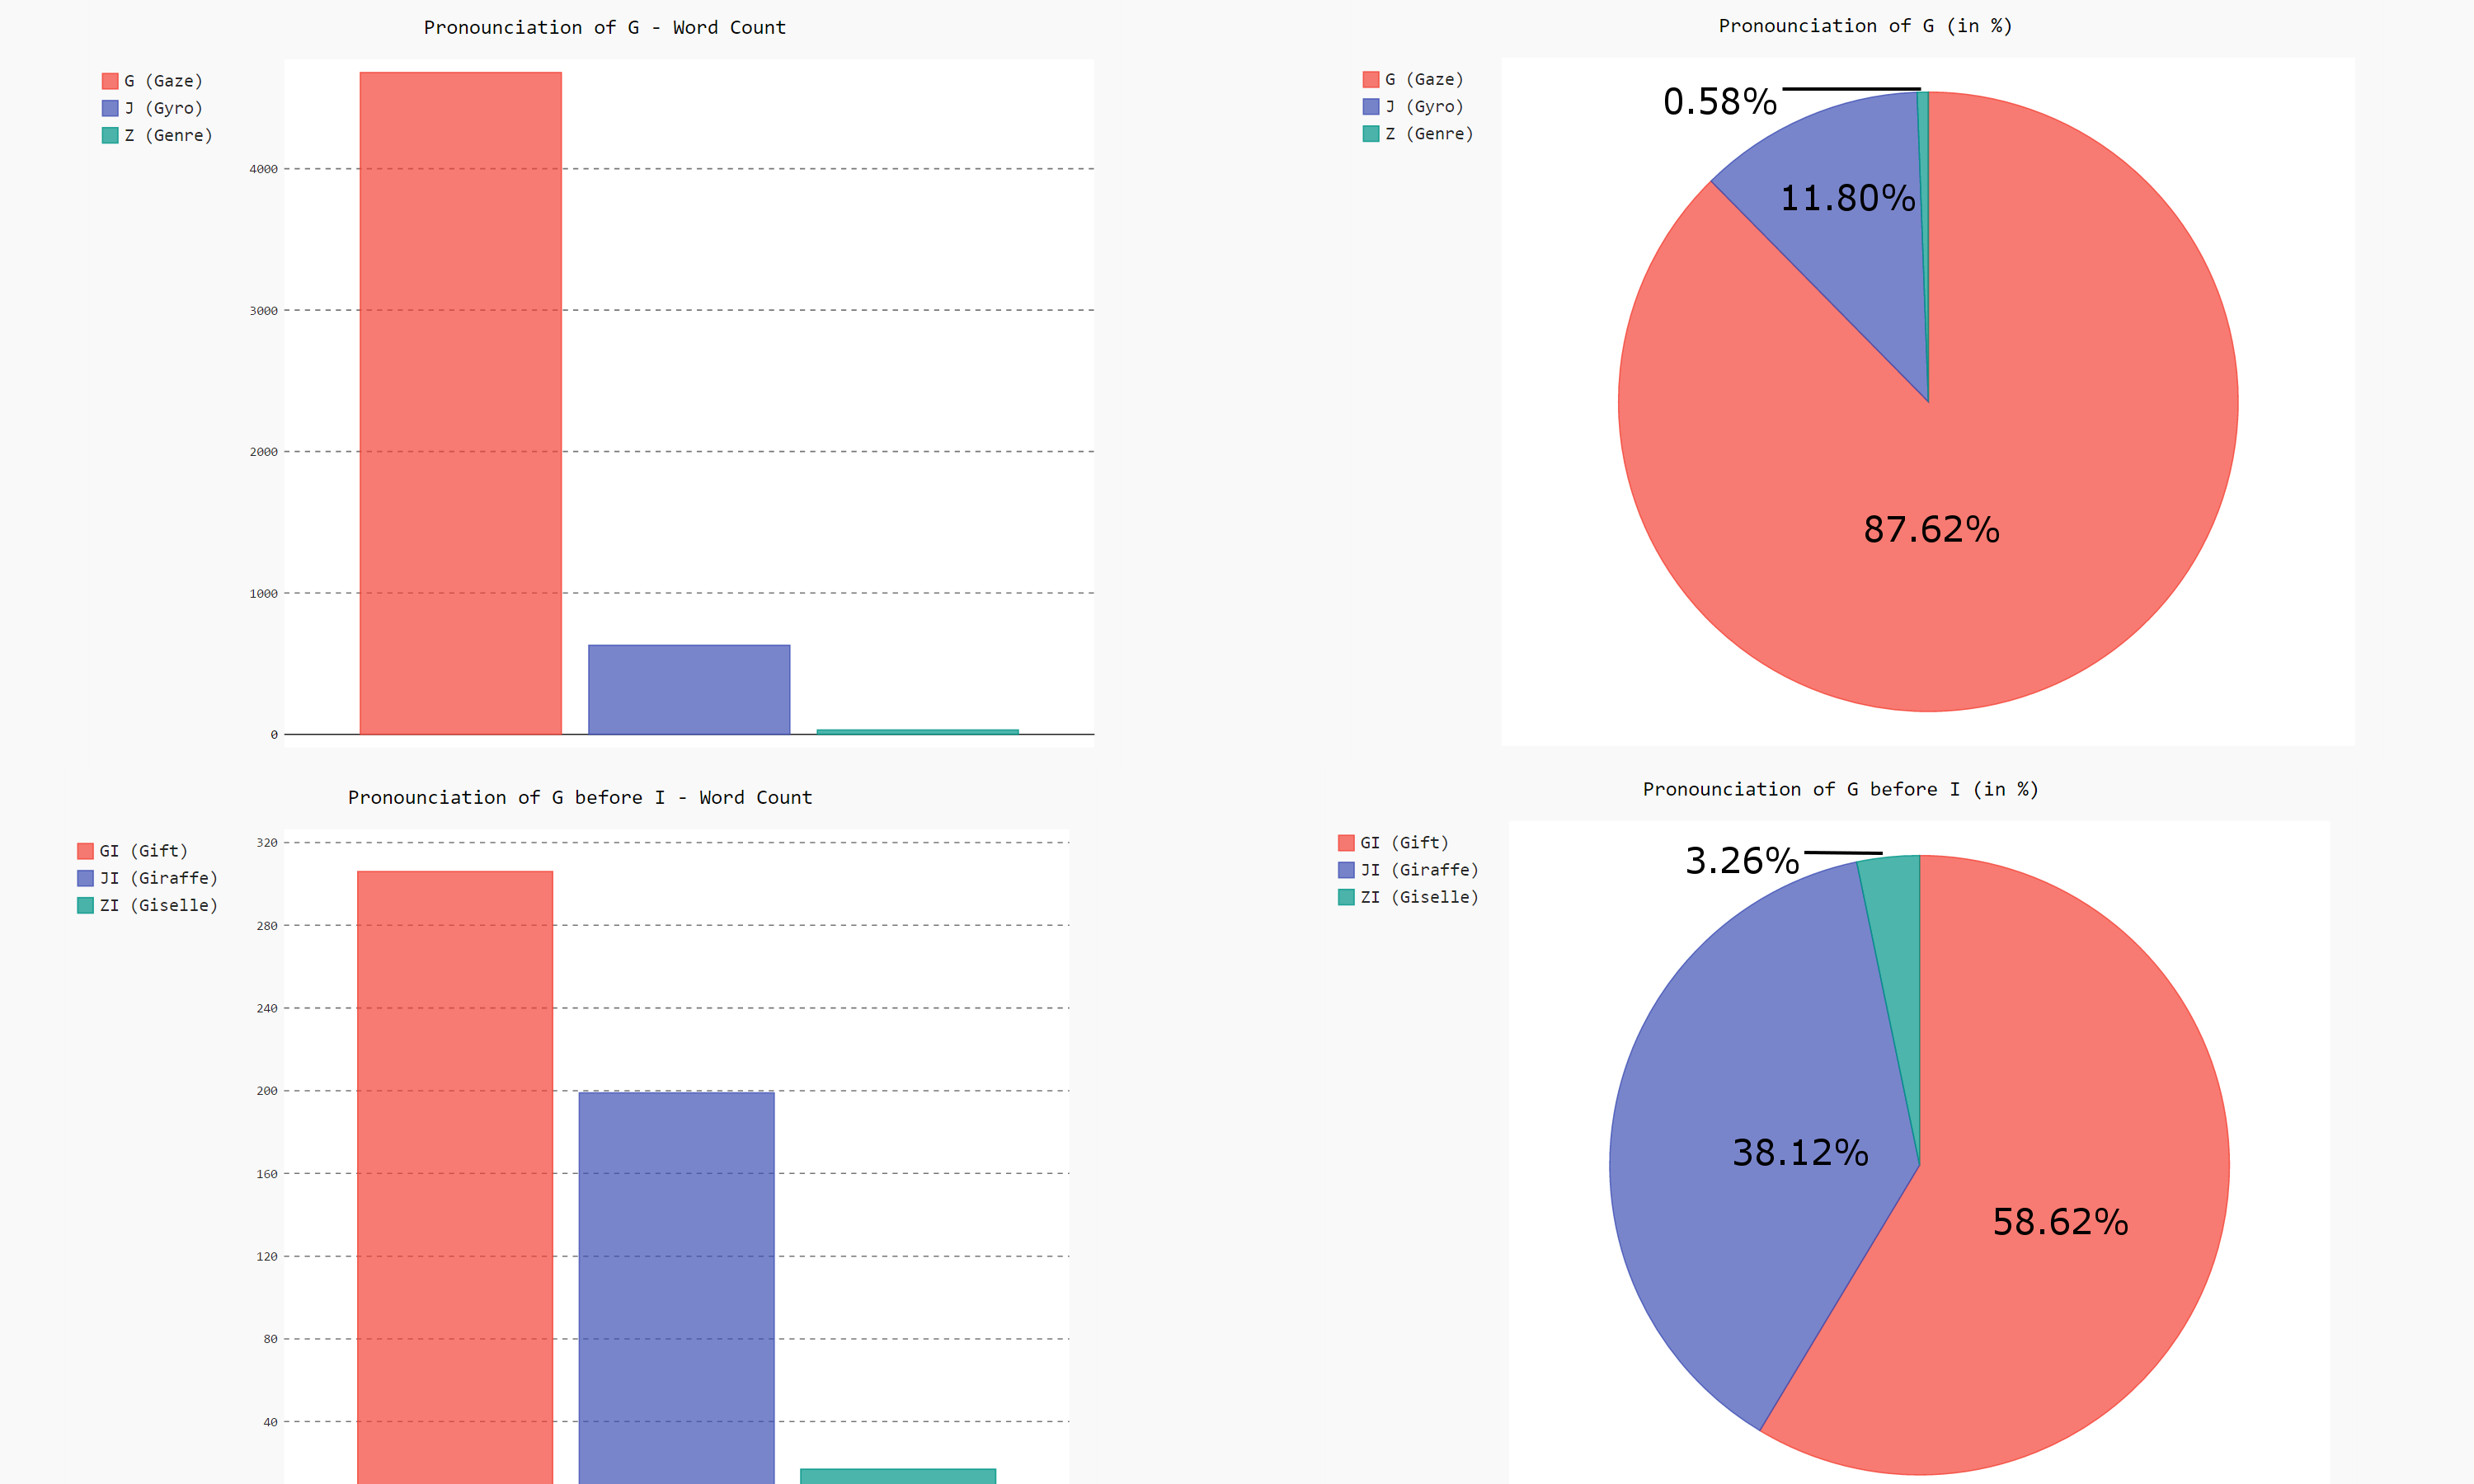 Pronounciation of G - Word Count
G (Gaze)
J (Gyro)
Z (Genre)
4000
3000
2000
1000
0
Pronounciation of G (in %)
G (Gaze)
J (Gyro)
Z (Genre)
0.58%
11.80%
87.62%
Pronounciation of G before I - Word Count
GI (Gift)
JI (Giraffe)
ZI (Giselle)
320
280
240
200
160
120
80
40
Pronounciation of G before I (in %)
GI (Gift)
JI (Giraffe)
ZI (Giselle)
3.26%
38.12%
58.62%